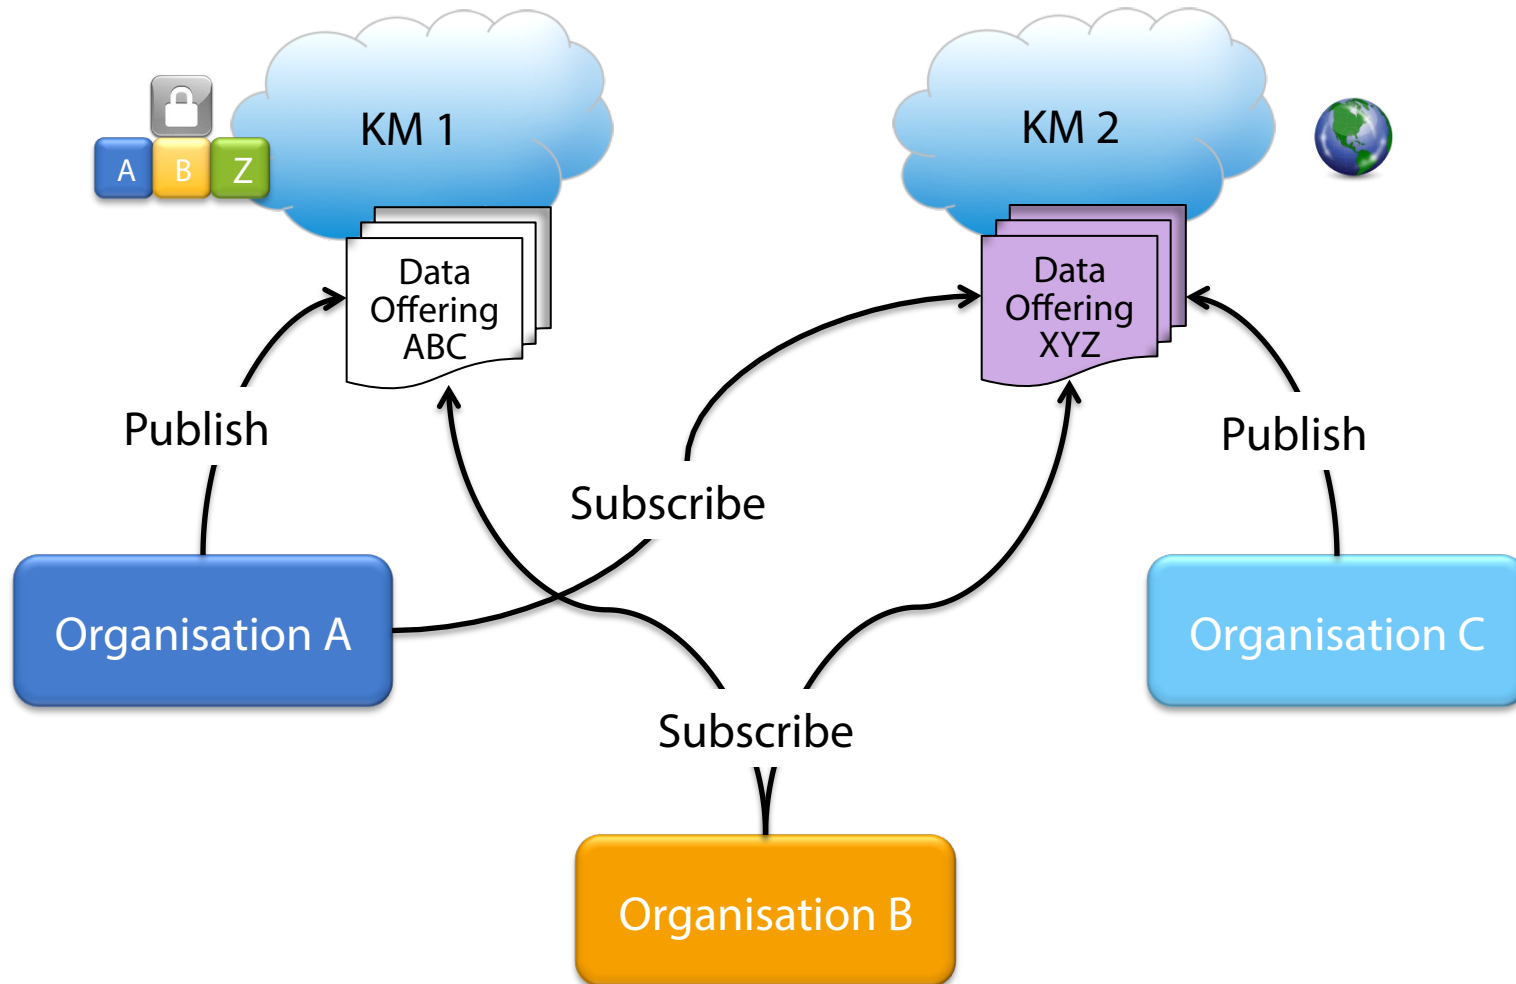 KM 1
KM 2
A B Z
Data
Offering
ABC
Data
Offering
XYZ
Publish
Publish
Subscribe
Organisation A
Organisation C
Subscribe
Organisation B